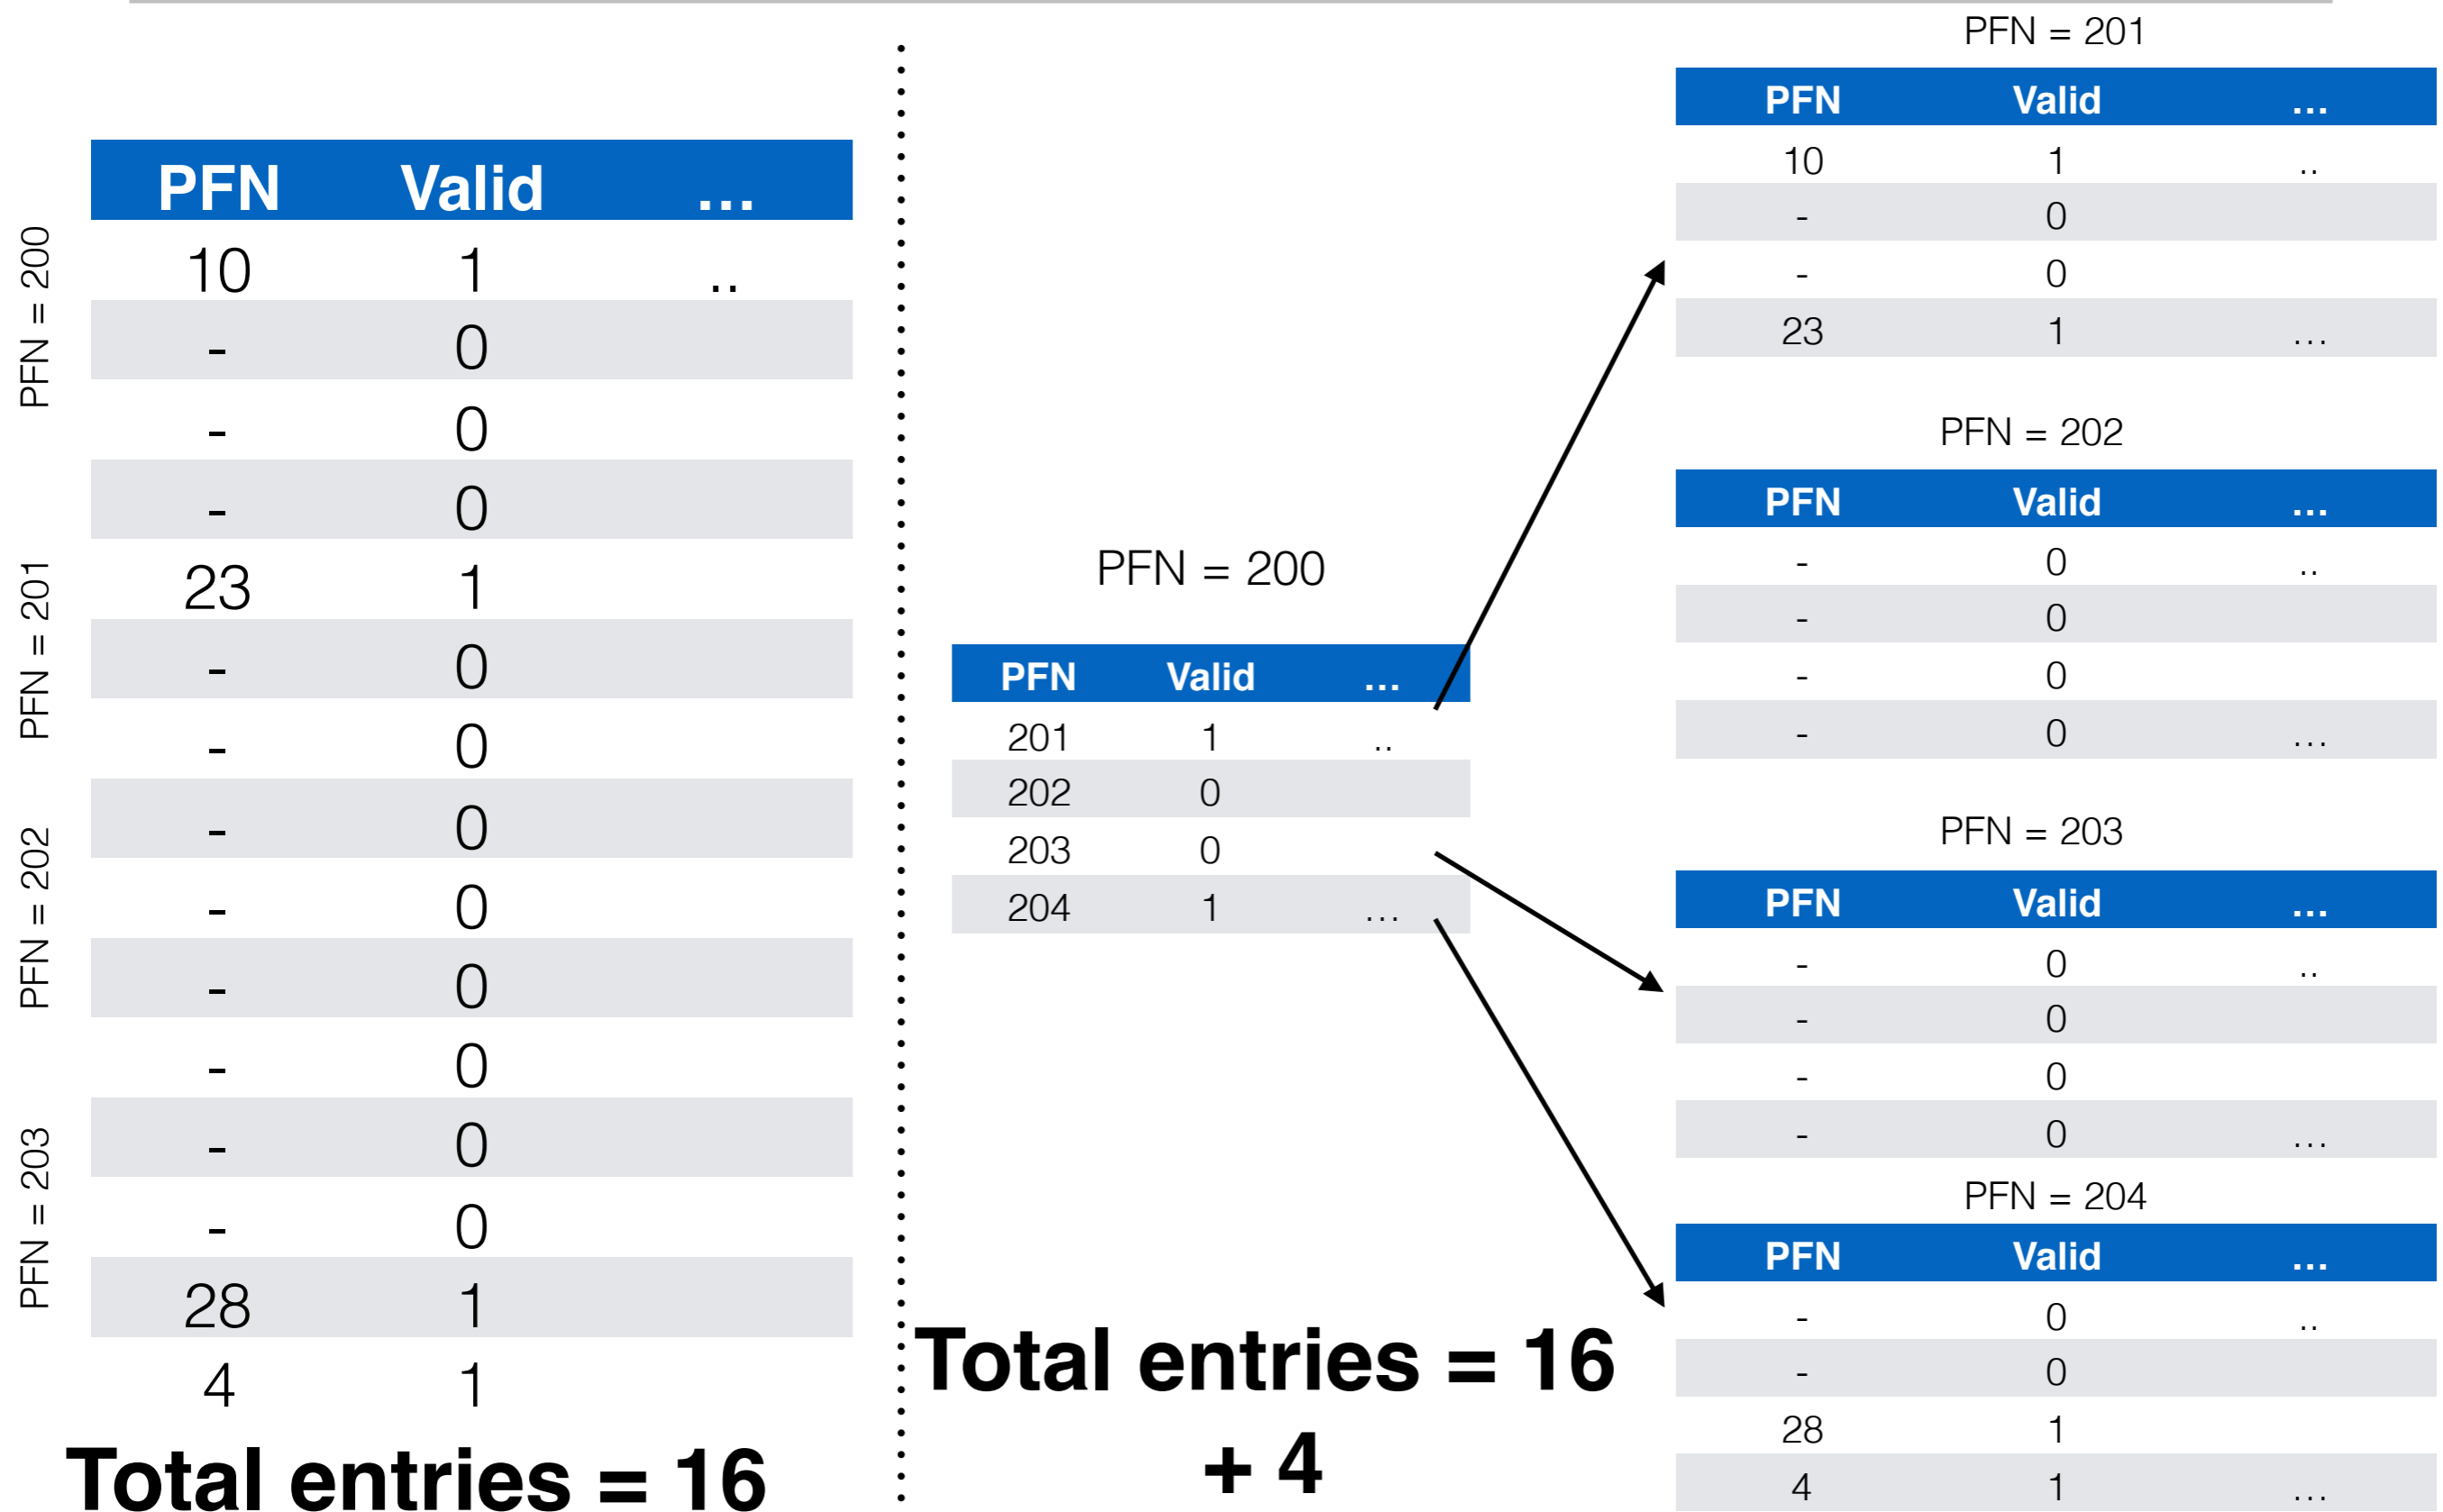 PFN Valid ...
10 1 ..
- 0
- 0
- 0
23 1
- 0
- 0
- 0
- 0
- 0
- 0
- 0
- 0
28 1
4 1
PFN = 200
PFN = 201
PFN = 202
PFN = 203
Total entries = 16
PFN = 200
PFN Valid ...
201 1 ..
202 0
203 0
204 1 ...
Total entries = 16
+ 4
PFN = 201
PFN Valid ...
10 1 ..
- 0
- 0
23 1 ...
PFN = 202
PFN Valid ...
- 0 ..
- 0
- 0
- 0 ...
PFN = 203
PFN Valid ...
- 0 ..
- 0
- 0
- 0 ...
PFN = 204
PFN Valid ...
- 0 ..
- 0
28 1
4 1 ...